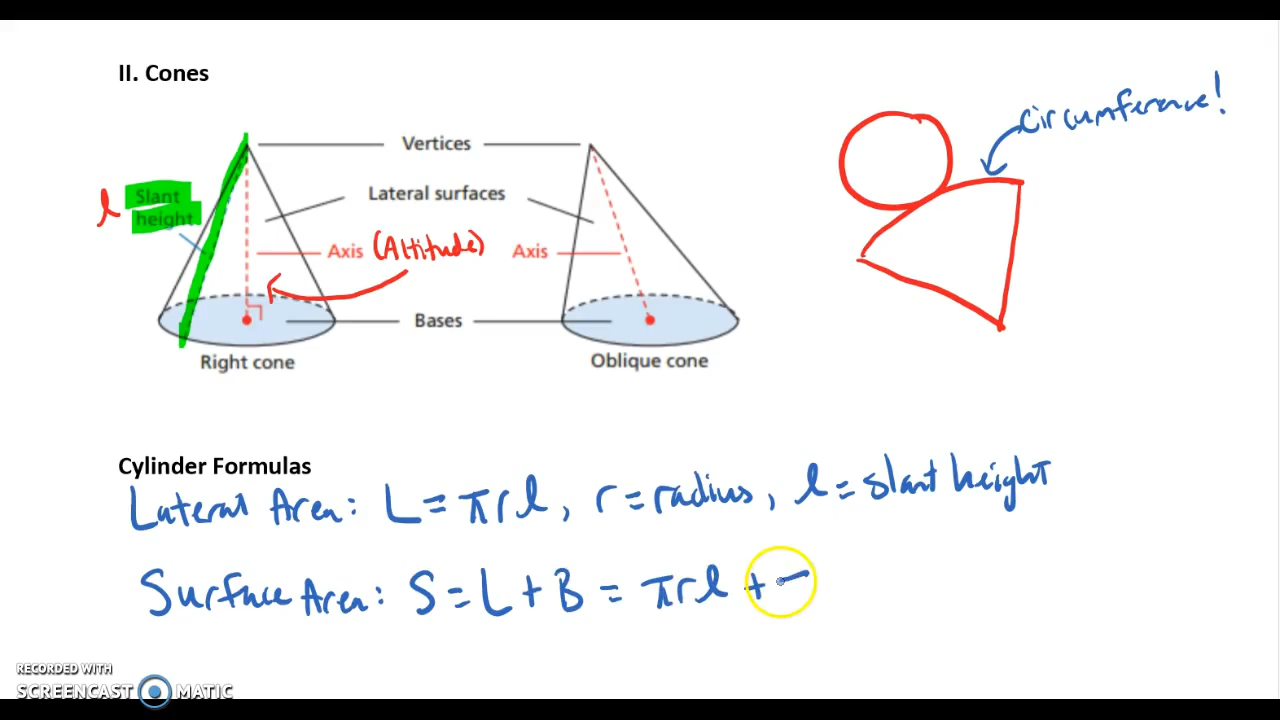 II. Cones
circumference!
Vertices
l Slant height
Lateral surfaces
Axis (Altitude) Axis
Bases
Right cone Oblique cone
Cylinder Formulas
Lateral Area: L = πrl, r = radius, l = slant height
Surface Area: S = L + B = πrl +
RECORDED WITH
SCREENCAST MATIC